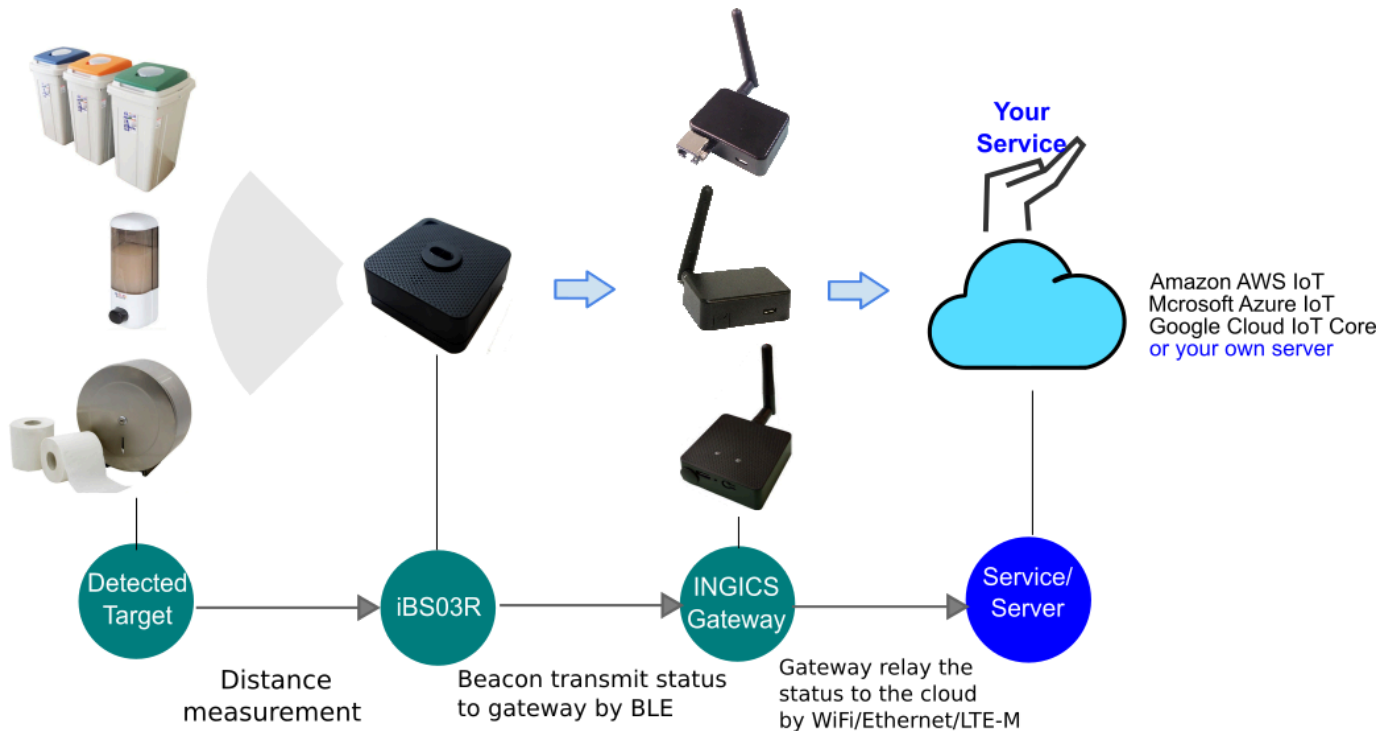 Your
Service
Amazon AWS IoT
Mcrosoft Azure IoT
Google Cloud IoT Core
or your own server
Detected
Target
iBS03R
INGICS
Gateway
Service/
Server
Distance
measurement
Beacon transmit status
to gateway by BLE
Gateway relay the
status to the cloud
by WiFi/Ethernet/LTE-M